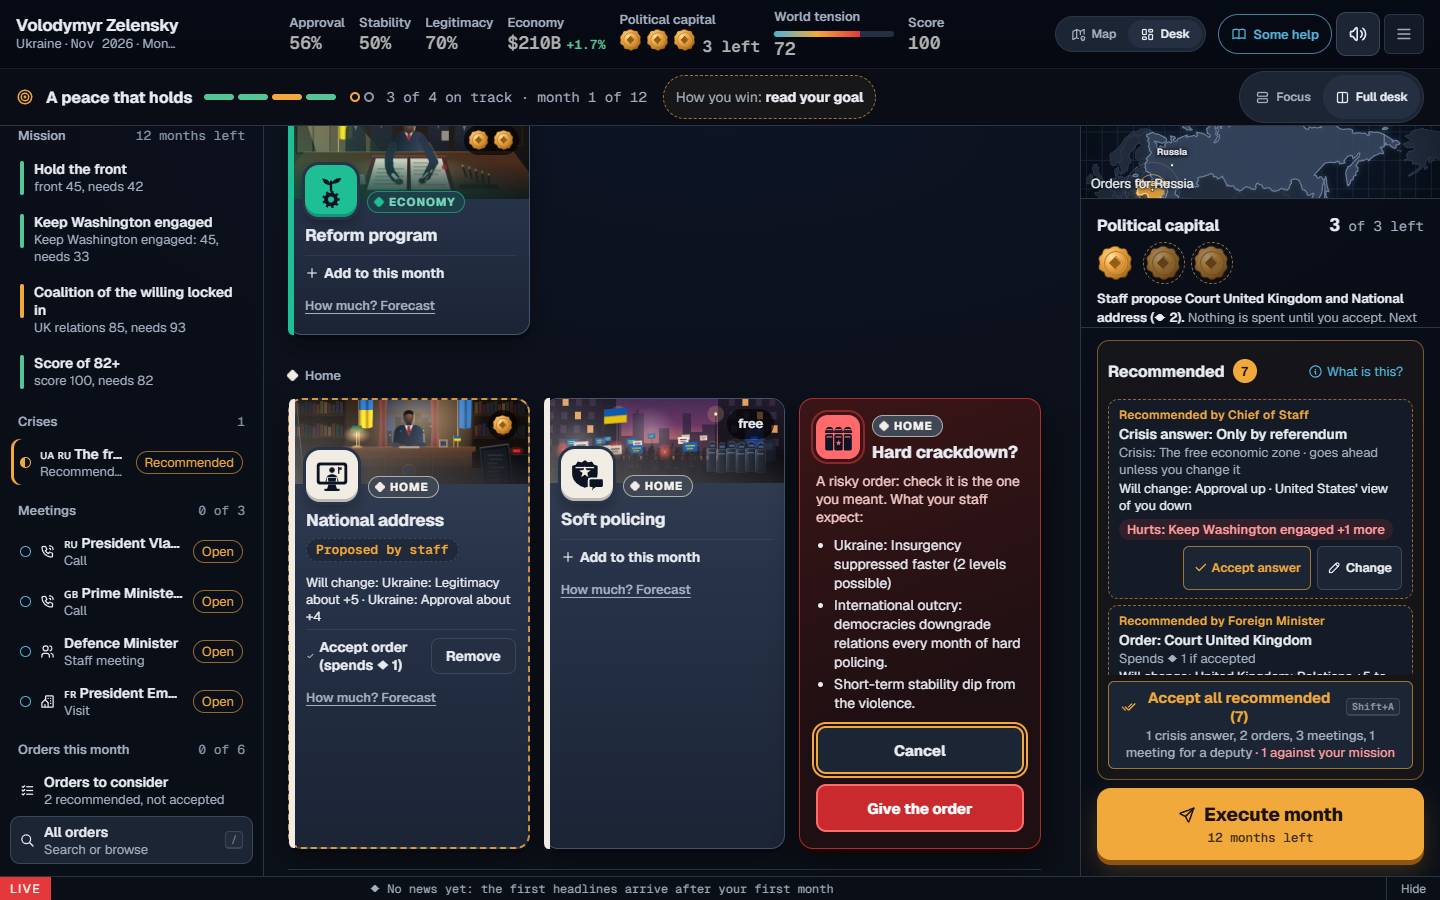 Volodymyr Zelensky
Ukraine · Nov 2026 · Mon...
Approval
56%
Stability
50%
Legitimacy
70%
Economy
$210B +1.7%
Political capital
3 left
World tension
72
Score
100
Map
Desk
Some help
A peace that holds
3 of 4 on track · month 1 of 12
How you win: read your goal
Focus
Full desk
Mission
12 months left
Hold the front
front 45, needs 42
Keep Washington engaged
Keep Washington engaged: 45,
needs 33
Coalition of the willing locked
in
UK relations 85, needs 93
Score of 82+
score 100, needs 82
Crises
1
UA RU The fr...
Recommend...
Recommended
Meetings
0 of 3
RU President Vla...
Call
Open
GB Prime Ministe...
Call
Open
Defence Minister
Staff meeting
Open
FR President Em...
Visit
Open
Orders this month
0 of 6
Orders to consider
2 recommended, not accepted
All orders
Search or browse
/
ECONOMY
Reform program
+ Add to this month
How much? Forecast
Home
HOME
National address
Proposed by staff
Will change: Ukraine: Legitimacy
about +5 · Ukraine: Approval about
+4
Accept order
(spends ◆ 1)
Remove
How much? Forecast
free
HOME
Soft policing
+ Add to this month
How much? Forecast
HOME
Hard crackdown?
A risky order: check it is the one
you meant. What your staff
expect:
• Ukraine: Insurgency
suppressed faster (2 levels
possible)
• International outcry:
democracies downgrade
relations every month of hard
policing.
• Short-term stability dip from
the violence.
Cancel
Give the order
Russia
Orders for Russia
Political capital
3 of 3 left
Staff propose Court United Kingdom and National
address (◆ 2). Nothing is spent until you accept. Next
Recommended 7
What is this?
Recommended by Chief of Staff
Crisis answer: Only by referendum
Crisis: The free economic zone · goes ahead
unless you change it
Will change: Approval up · United States' view
of you down
Hurts: Keep Washington engaged +1 more
Accept answer
Change
Recommended by Foreign Minister
Order: Court United Kingdom
Spends ◆ 1 if accepted
Will change: United Kingdom: Relations +5 to
Accept all recommended
(7)
Shift+A
1 crisis answer, 2 orders, 3 meetings, 1
meeting for a deputy · 1 against your mission
Execute month
12 months left
LIVE
◆ No news yet: the first headlines arrive after your first month
Hide